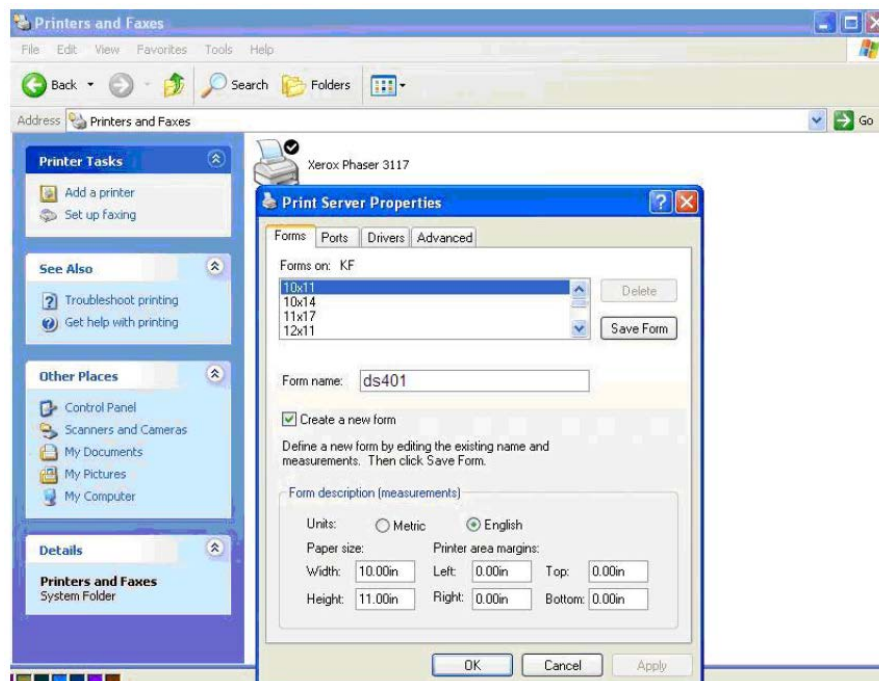 Printers and Faxes
File Edit View Favorites Tools Help
Back Search Folders
Address Printers and Faxes Go
Printer Tasks
Add a printer
Set up faxing
See Also
Troubleshoot printing
Get help with printing
Other Places
Control Panel
Scanners and Cameras
My Documents
My Pictures
My Computer
Details
Printers and Faxes
System Folder
Xerox Phaser 3117
Print Server Properties
Forms Ports Drivers Advanced
Forms on: KF
10x11
10x14
11x17
12x11
Delete
Save Form
Form name: ds401
Create a new form
Define a new form by editing the existing name and
measurements. Then click Save Form.
Form description (measurements)
Units: Metric English
Paper size: Printer area margins:
Width: 10.00in Left: 0.00in Top: 0.00in
Height: 11.00in Right: 0.00in Bottom: 0.00in
OK Cancel Apply